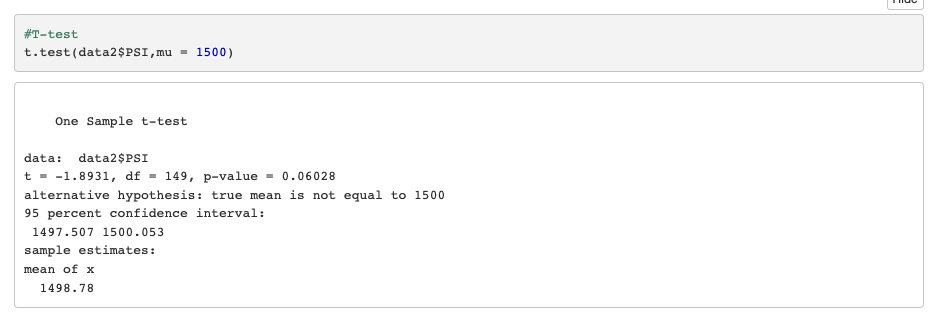 Hide
#T-test
t.test(data2$PSI,mu = 1500)
One Sample t-test
data:  data2$PSI
t = -1.8931, df = 149, p-value = 0.06028
alternative hypothesis: true mean is not equal to 1500
95 percent confidence interval:
 1497.507 1500.053
sample estimates:
mean of x
  1498.78